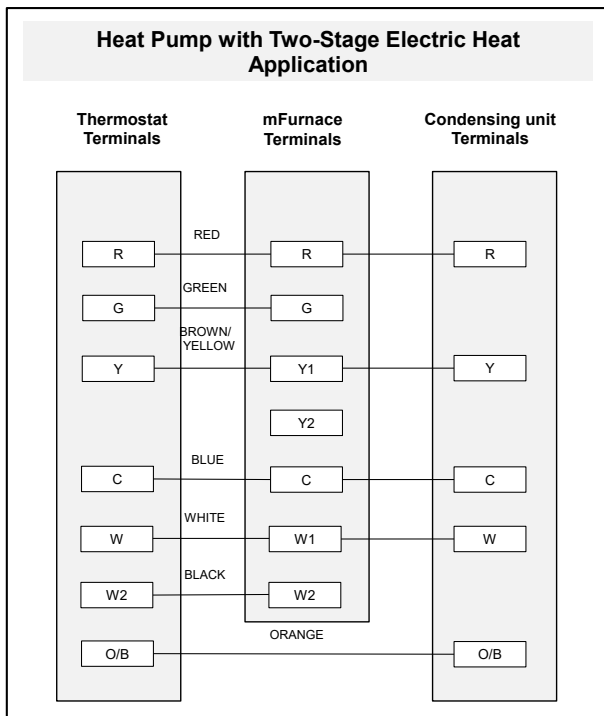 Heat Pump with Two-Stage Electric Heat
Application
Thermostat
Terminals
mFurnace
Terminals
Condensing unit
Terminals
RED
R
R
R
GREEN
G
G
BROWN/
YELLOW
Y
Y1
Y
Y2
BLUE
C
C
C
WHITE
W
W1
W
BLACK
W2
W2
ORANGE
O/B
O/B